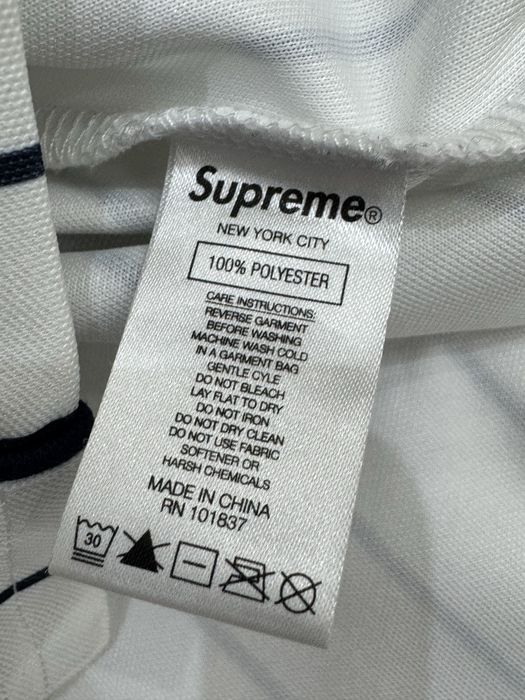 Supreme®
NEW YORK CITY
100% POLYESTER
CARE INSTRUCTIONS:
REVERSE GARMENT
BEFORE WASHING
MACHINE WASH COLD
IN A GARMENT BAG
GENTLE CYLE
DO NOT BLEACH
LAY FLAT TO DRY
DO NOT IRON
DO NOT DRY CLEAN
DO NOT USE FABRIC
SOFTENER OR
HARSH CHEMICALS
MADE IN CHINA
RN 101837
30